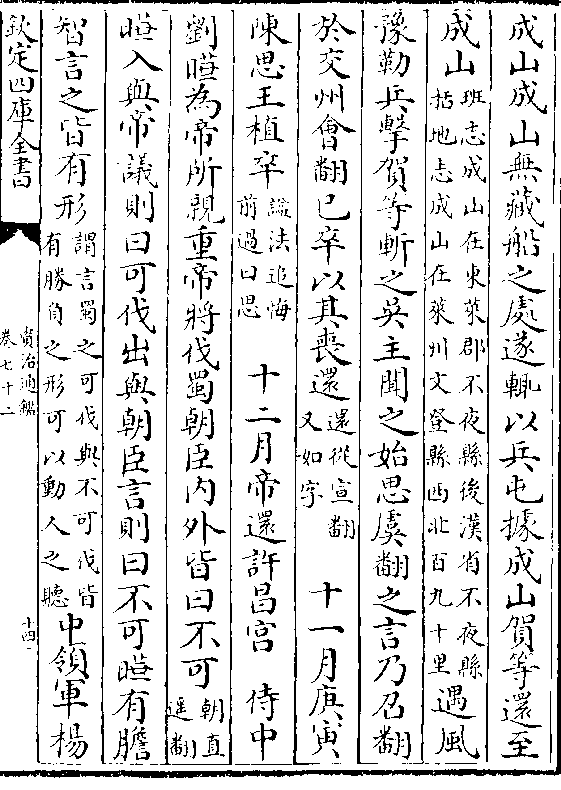 成山成山無藏船之處遂輒以兵屯據成山賀等還至
成山班志成山在東萊郡不夜縣後漢省不夜縣
括地志成山在萊州文登縣西北百九十里遇風
豫勒兵擊賀等斬之吳主聞之始思虞翻之言乃召翻
於交州會翻已卒以其喪還還從宣翻
又如字 十一月庚寅
陳思王植卒諡法追悔
前過曰思 十二月帝還許昌宮 侍中
劉曄為帝所親重帝將伐蜀朝臣内外皆曰不可朝直
遥翻
曄入與帝議則曰可伐出與朝臣言則曰不可曄有膽
智言之皆有形謂言蜀之可伐與不可伐皆
有勝負之形可以動人之聽中領軍楊
欽定四庫全書
資治通鑑
卷七十二
十四